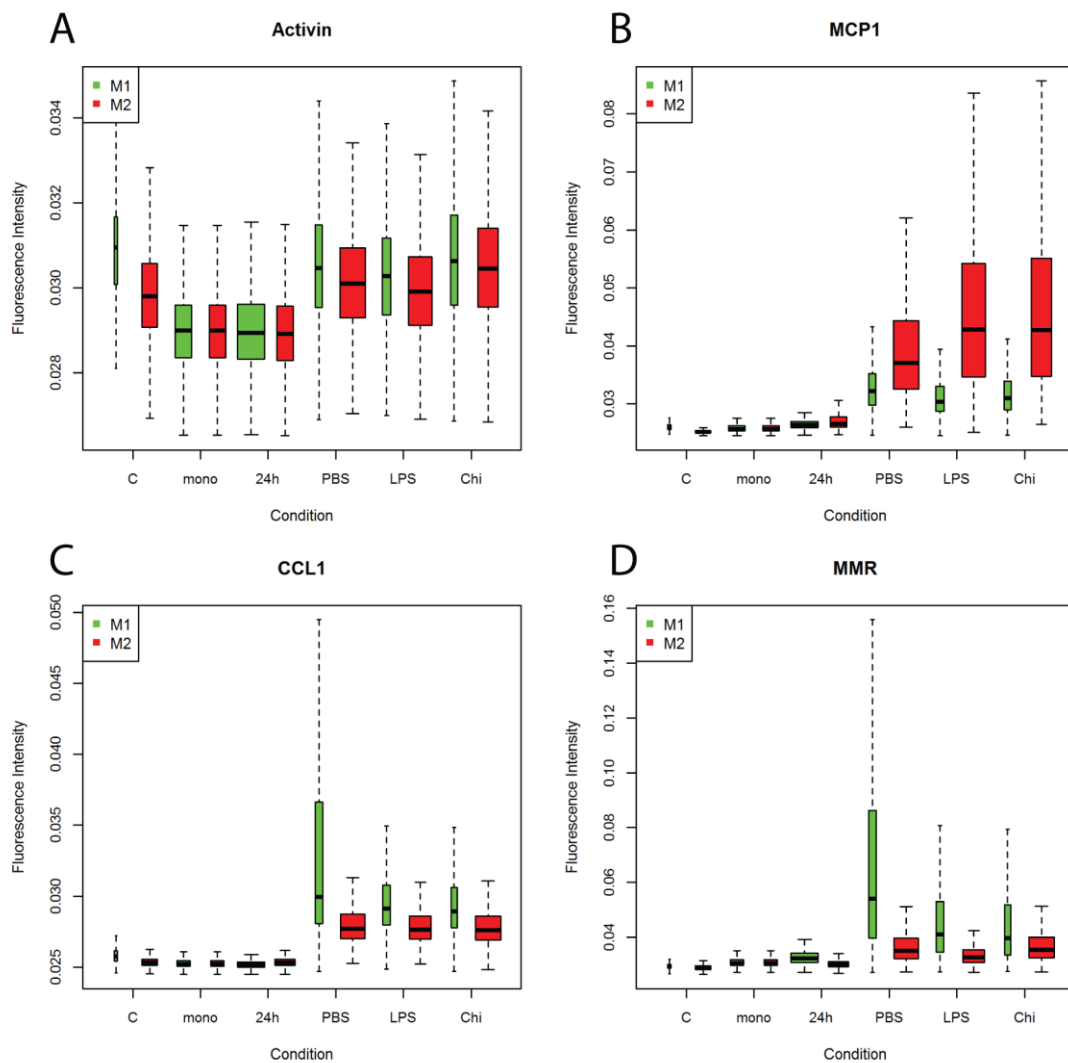 A
Activin
M1
M2
Fluorescence Intensity
0.034
0.032
0.030
0.028
C mono 24h PBS LPS Chi
Condition
B
MCP1
M1
M2
Fluorescence Intensity
0.08
0.07
0.06
0.05
0.04
0.03
C mono 24h PBS LPS Chi
Condition
C
CCL1
M1
M2
Fluorescence Intensity
0.050
0.045
0.040
0.035
0.030
0.025
C mono 24h PBS LPS Chi
Condition
D
MMR
M1
M2
Fluorescence Intensity
0.16
0.14
0.12
0.10
0.08
0.06
0.04
C mono 24h PBS LPS Chi
Condition